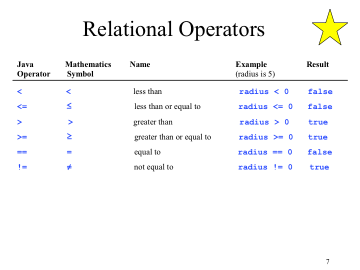 Relational Operators
Java Operator Mathematics Symbol Name Example (radius is 5) Result
< < less than radius < 0 false
<= ≤ less than or equal to radius <= 0 false
> > greater than radius > 0 true
>= ≥ greater than or equal to radius >= 0 true
== = equal to radius == 0 false
!= ≠ not equal to radius != 0 true
7